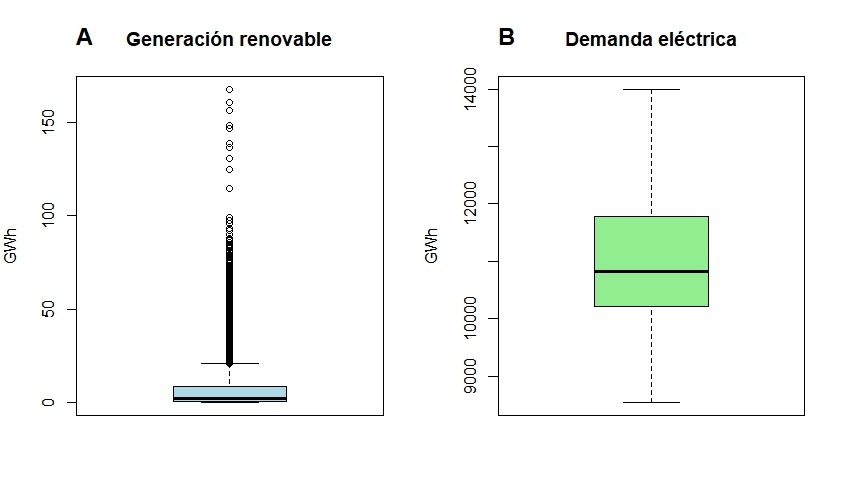 A Generación renovable
GWh
150
100
50
0
B Demanda eléctrica
GWh
14000
12000
10000
9000